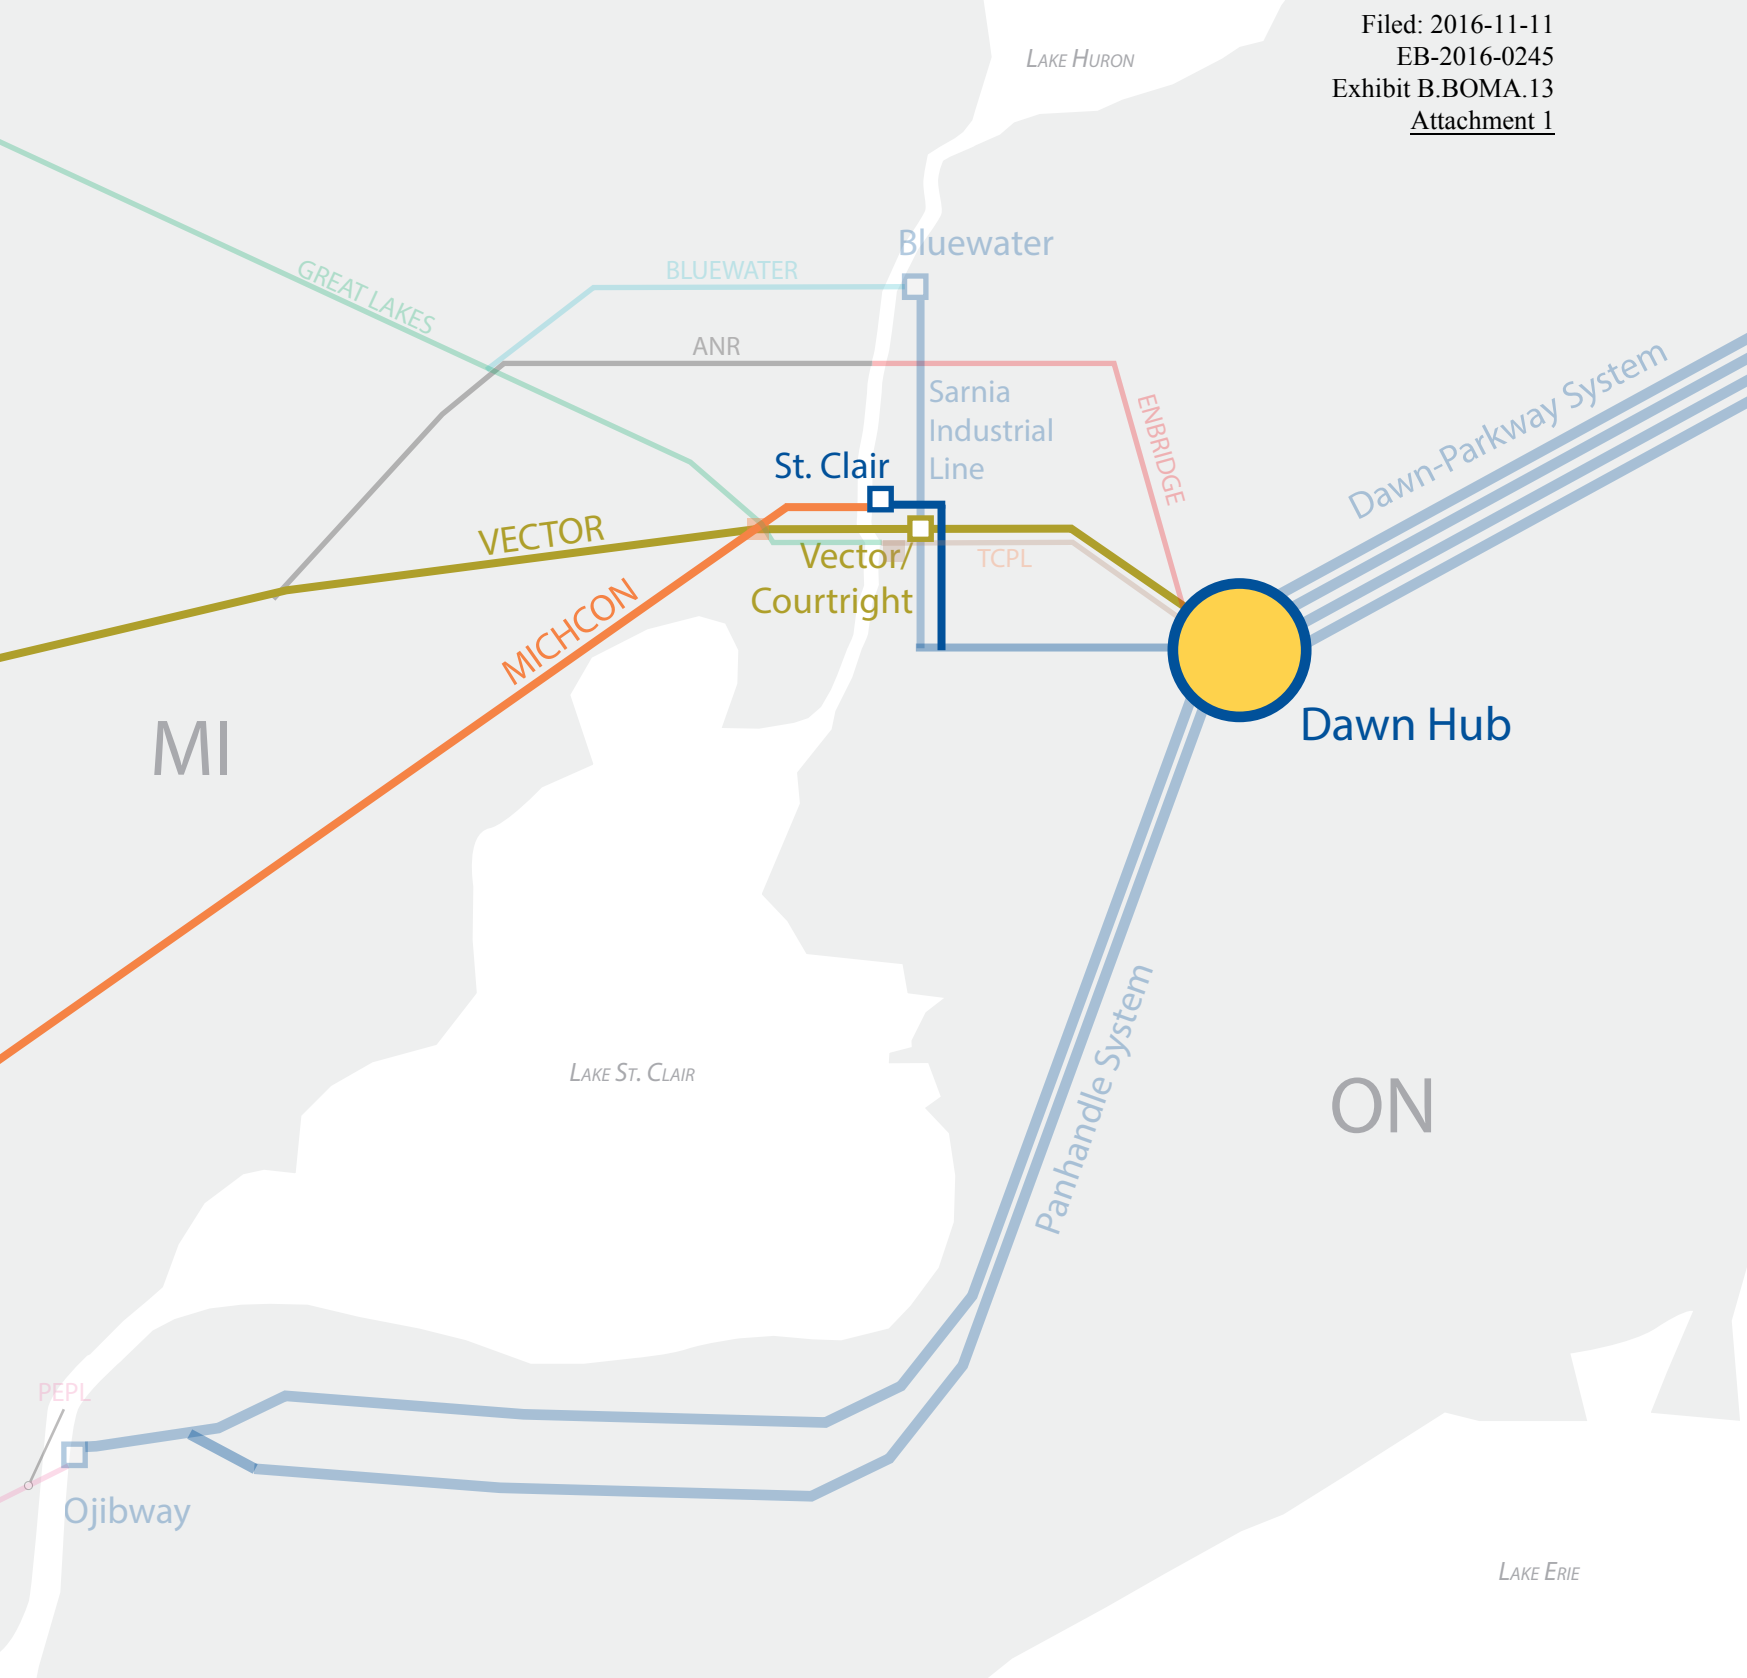 Filed: 2016-11-11
EB-2016-0245
Exhibit B.BOMA.13
Attachment 1
LAKE HURON
Bluewater
BLUEWATER
GREAT LAKES
ANR
Sarnia
Industrial
Line
ENBRIDGE
Dawn-Parkway System
St. Clair
VECTOR
Vector/
Courtright
TCPL
MICHCON
MI
Dawn Hub
LAKE ST. CLAIR
Panhandle System
ON
PEPL
Ojibway
LAKE ERIE